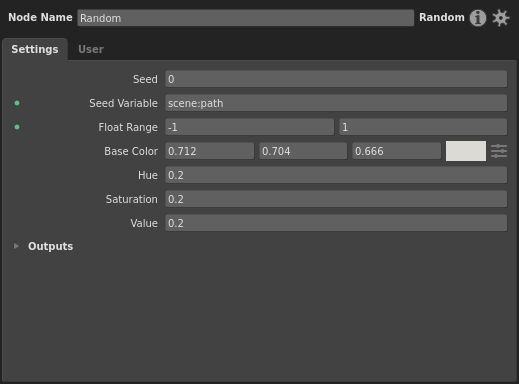 Node Name Random Random
Settings User
Seed 0
Seed Variable scene:path
Float Range -1 1
Base Color 0.712 0.704 0.666
Hue 0.2
Saturation 0.2
Value 0.2
Outputs